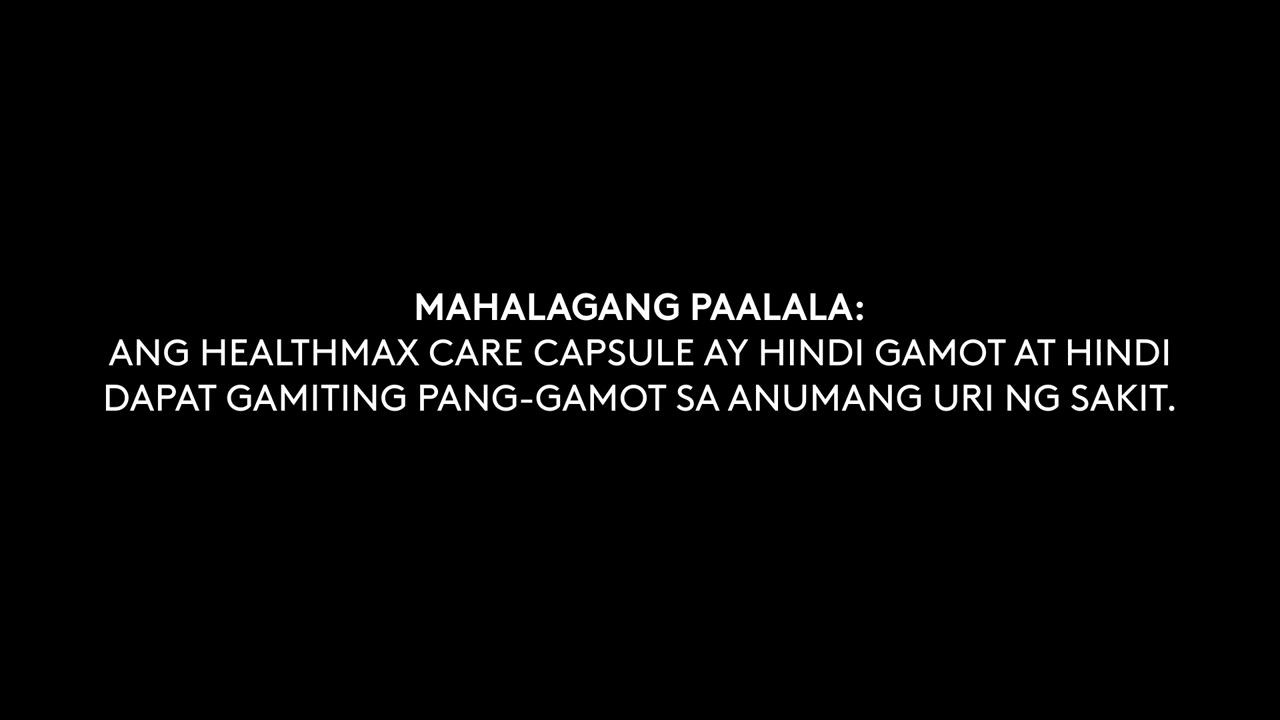 MAHALAGANG PAALALA:
ANG HEALTHMAX CARE CAPSULE AY HINDI GAMOT AT HINDI
DAPAT GAMITING PANG-GAMOT SA ANUMANG URI NG SAKIT.